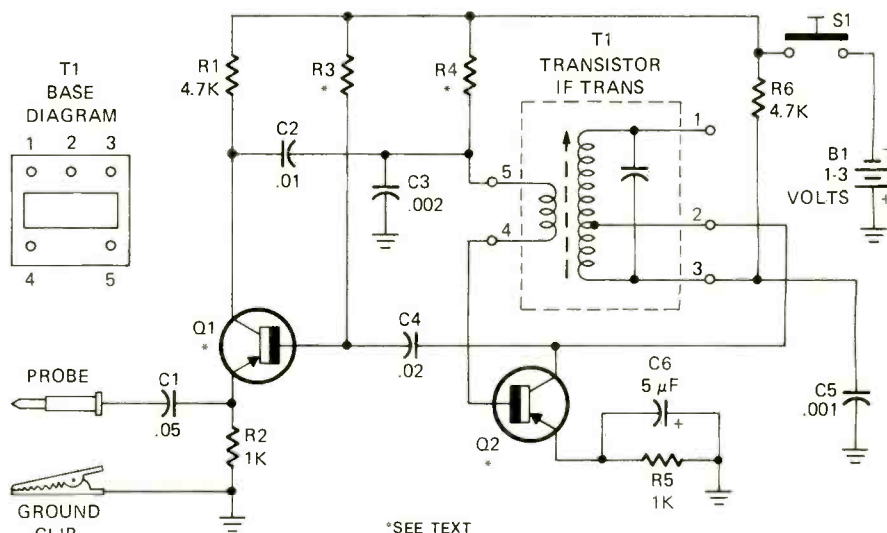 T1
BASE
DIAGRAM
1 2 3
4 5
R1
4.7K
R3
*
R4
*
C2
.01
C3
.002
T1
TRANSISTOR
IF TRANS
5
4
1
2
3
S1
R6
4.7K
B1
1-3
VOLTS
-
+
Q1
*
C4
.02
PROBE
C1
.05
R2
1K
GROUND
CLIP
Q2
*
C6
5 µF
+
R5
1K
C5
.001
*SEE TEXT